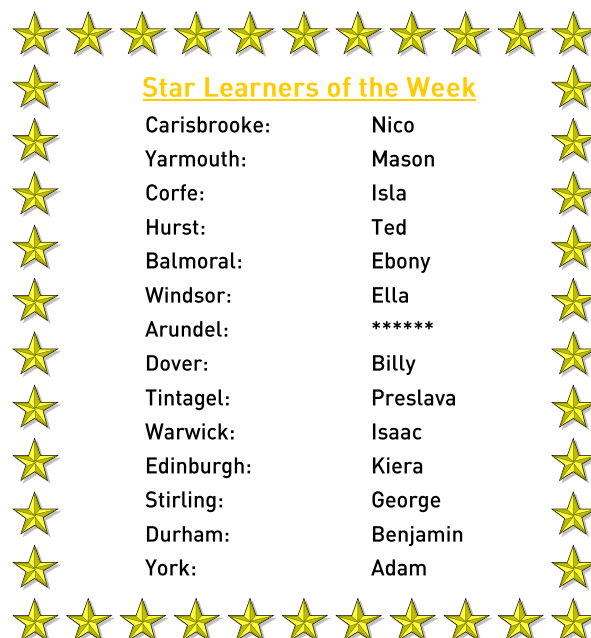 Star Learners of the Week
Carisbrooke: Nico
Yarmouth: Mason
Corfe: Isla
Hurst: Ted
Balmoral: Ebony
Windsor: Ella
Arundel: ******
Dover: Billy
Tintagel: Preslava
Warwick: Isaac
Edinburgh: Kiera
Stirling: George
Durham: Benjamin
York: Adam